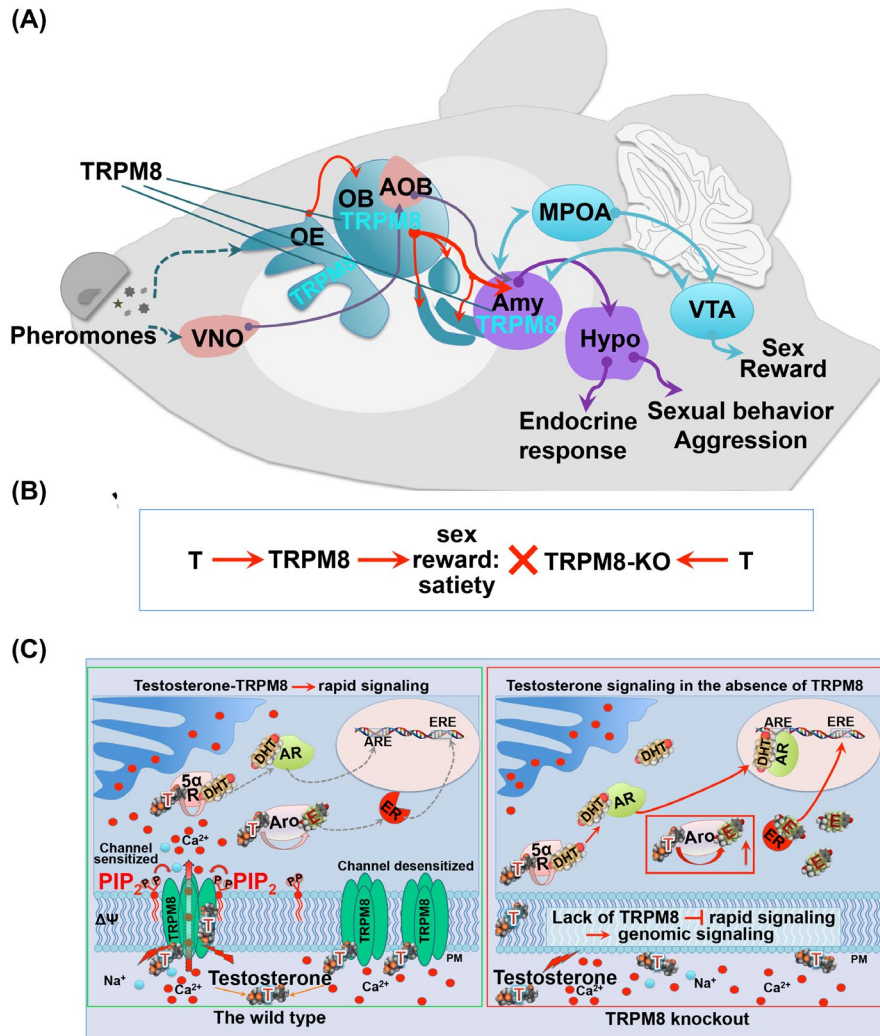 (A)
TRPM8
OB
AOB
TRPM8
OE
TRPM8
MPOA
Pheromones
VNO
Amy
TRPM8
Hypo
VTA
Sex
Reward
Endocrine
response
Sexual behavior
Aggression
(B)
T
TRPM8
sex
reward:
satiety
TRPM8-KO
T
(C)
Testosterone-TRPM8 → rapid signaling
ERE
ARE
DHT
AR
5α
R
T
DHT
T
Aro
E
ER
Ca²⁺
Channel
sensitized
PIP₂
P P
P P
PIP₂
PP
Channel desensitized
ΔΨ
TRPM8
TRPM8
TRPM8
T
T
T
T
PM
Na⁺
Ca²⁺
Testosterone
T
Ca²⁺
The wild type
Testosterone signaling in the absence of TRPM8
ARE
ERE
DHT
DHT
AR
DHT
AR
5α
R
T
DHT
T
Aro
E
ER
E
E
E
T
Lack of TRPM8 ⊣ rapid signaling
→ genomic signaling
PM
Testosterone
T
Ca²⁺
T
Na⁺
Ca²⁺
T
TRPM8 knockout